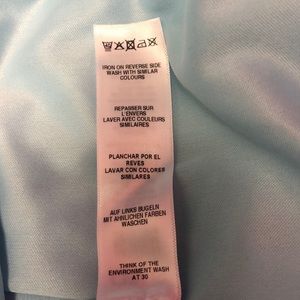 IRON ON REVERSE SIDE
WASH WITH SIMILAR
COLOURS
REPASSER SUR
L'ENVERS
LAVER AVEC COULEURS
SIMILAIRES
PLANCHAR POR EL
REVES
LAVAR CON COLORES
SIMILARES
AUF LINKS BUGELN
MIT AHNLICHEN FARBEN
WASCHEN
THINK OF THE
ENVIRONMENT WASH
AT 30